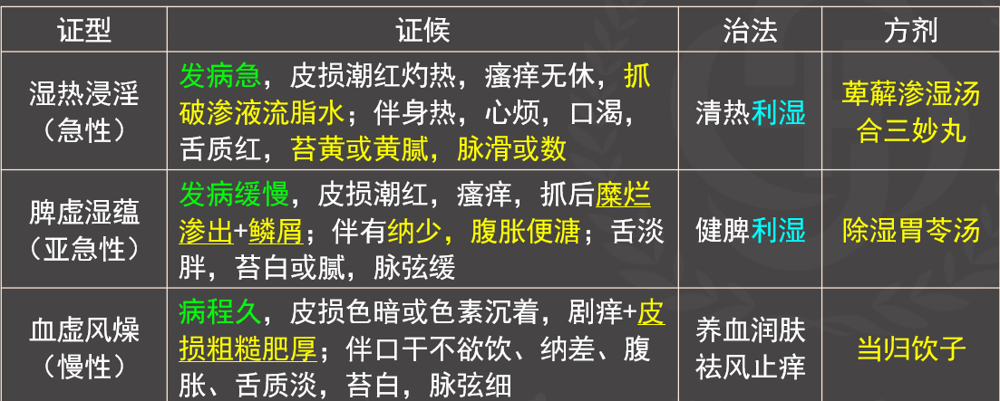 证型 证候 治法 方剂
湿热浸淫
（急性）
发病急，皮损潮红灼热，瘙痒无休，抓
破渗液流脂水；伴身热，心烦，口渴，
舌质红，苔黄或黄腻，脉滑或数
清热利湿
萆薢渗湿汤
合三妙丸
脾虚湿蕴
（亚急性）
发病缓慢，皮损潮红，瘙痒，抓后糜烂
渗出+鳞屑；伴有纳少，腹胀便溏；舌淡
胖，苔白或腻，脉弦缓
健脾利湿
除湿胃苓汤
血虚风燥
（慢性）
病程久，皮损色暗或色素沉着，剧痒+皮
损粗糙肥厚；伴口干不欲饮、纳差、腹
胀、舌质淡，苔白，脉弦细
养血润肤
祛风止痒
当归饮子